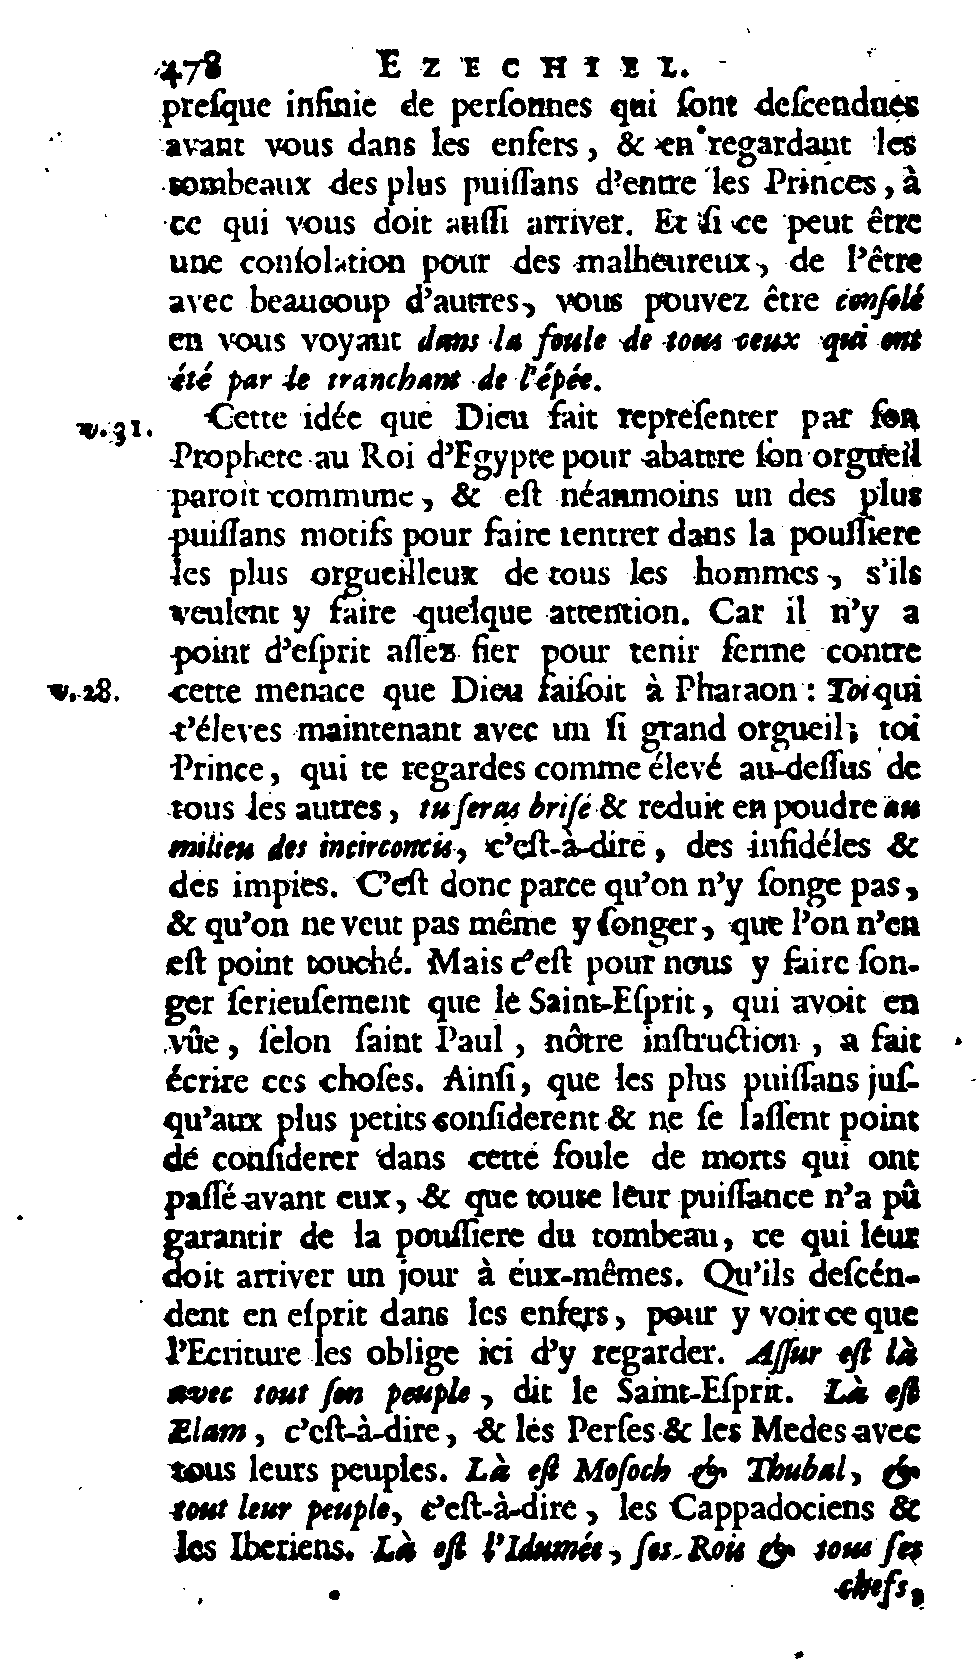 478 EZECHIEL.
preſque infinie de perſonnes qui ſont deſcendues
avant vous dans les enfers, & en regardant les
tombeaux des plus puiſſans d'entre les Princes, à
ce qui vous doit auſſi arriver. Et ſi ce peut être
une conſolation pour des malheureux, de l'être
avec beaucoup d'autres, vous pouvez être conſolé
en vous voyant dans la foule de tous ceux qui ont
été par le tranchant de l'épée.
v.31. Cette idée que Dieu fait repreſenter par ſon
Prophete au Roi d'Egypte pour abattre ſon orgueil
paroit commune, & eſt néanmoins un des plus
puiſſans motifs pour faire rentrer dans la pouſſiere
les plus orgueilleux de tous les hommes, s'ils
veulent y faire quelque attention. Car il n'y a
point d'eſprit aſſez fier pour tenir ferme contre
v.28. cette menace que Dieu faiſoit à Pharaon: Toi qui
t'éleves maintenant avec un ſi grand orgueil; toi
Prince, qui te regardes comme élevé au-deſſus de
tous les autres, tu ſeras briſé & reduit en poudre au
milieu des incirconcis, c'eſt-à-dire, des infidéles &
des impies. C'eſt donc parce qu'on n'y ſonge pas,
& qu'on ne veut pas même y ſonger, que l'on n'en
eſt point touché. Mais c'eſt pour nous y faire ſon-
ger ſerieuſement que le Saint-Eſprit, qui avoit en
vûe, ſelon ſaint Paul, nôtre inſtruction, a fait
écrire ces choſes. Ainſi, que les plus puiſſans juſ-
qu'aux plus petits conſiderent & ne ſe laſſent point
de conſiderer dans cette foule de morts qui ont
paſſé avant eux, & que toute leur puiſſance n'a pû
garantir de la pouſſiere du tombeau, ce qui leur
doit arriver un jour à eux-mêmes. Qu'ils deſcen-
dent en eſprit dans les enfers, pour y voir ce que
l'Ecriture les oblige ici d'y regarder. Aſſur eſt là
avec tout ſon peuple, dit le Saint-Eſprit. Là eſt
Elam, c'eſt-à-dire, & les Perſes & les Medes avec
tous leurs peuples. Là eſt Moſoch & Thubal, &
tout leur peuple, c'eſt-à-dire, les Cappadociens &
les Iberiens. Là eſt l'Idumée, ſes Rois & tous ſes
chefs,